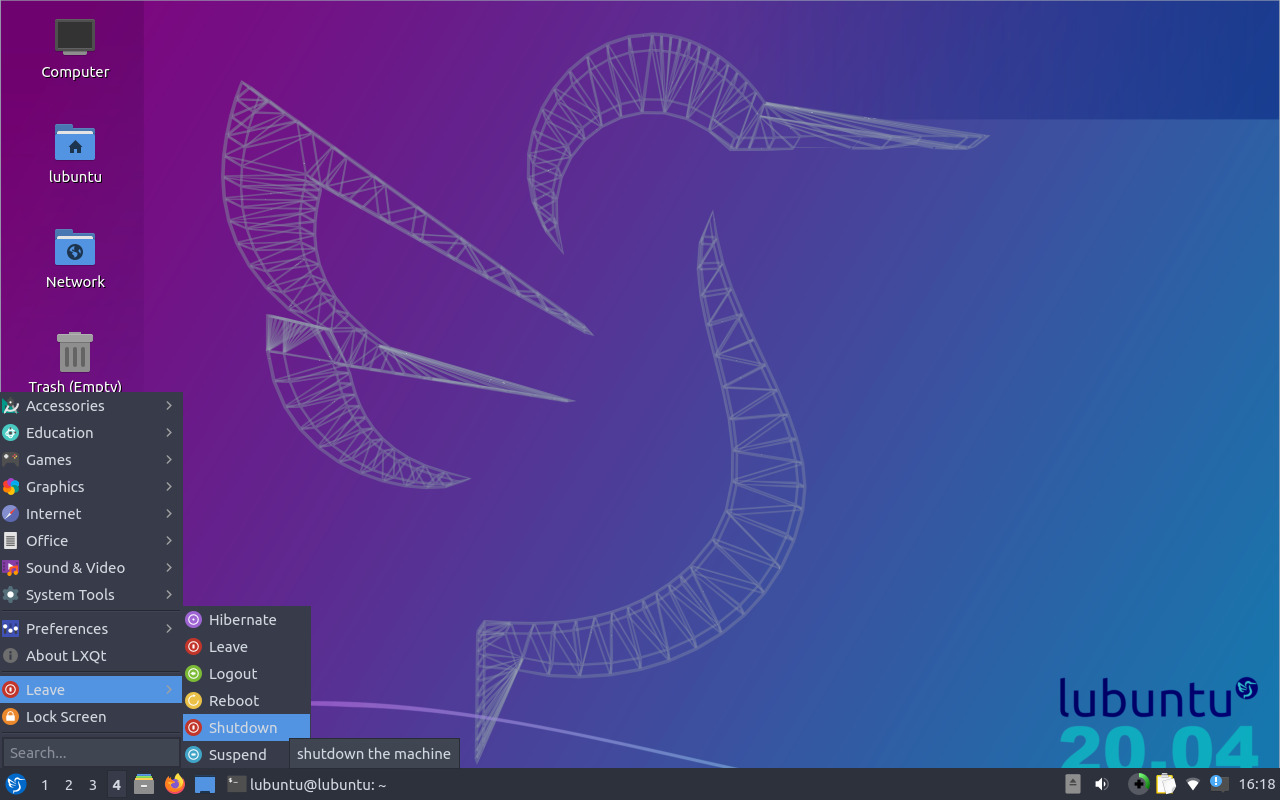 Computer
lubuntu
Network
Trash (Empty)
Accessories
Education
Games
Graphics
Internet
Office
Sound & Video
System Tools
Preferences
About LXQt
Leave
Lock Screen
Search...
Hibernate
Leave
Logout
Reboot
Shutdown
Suspend
shutdown the machine
lubuntu
20.04
1 2 3 4 lubuntu@lubuntu: ~ 16:18